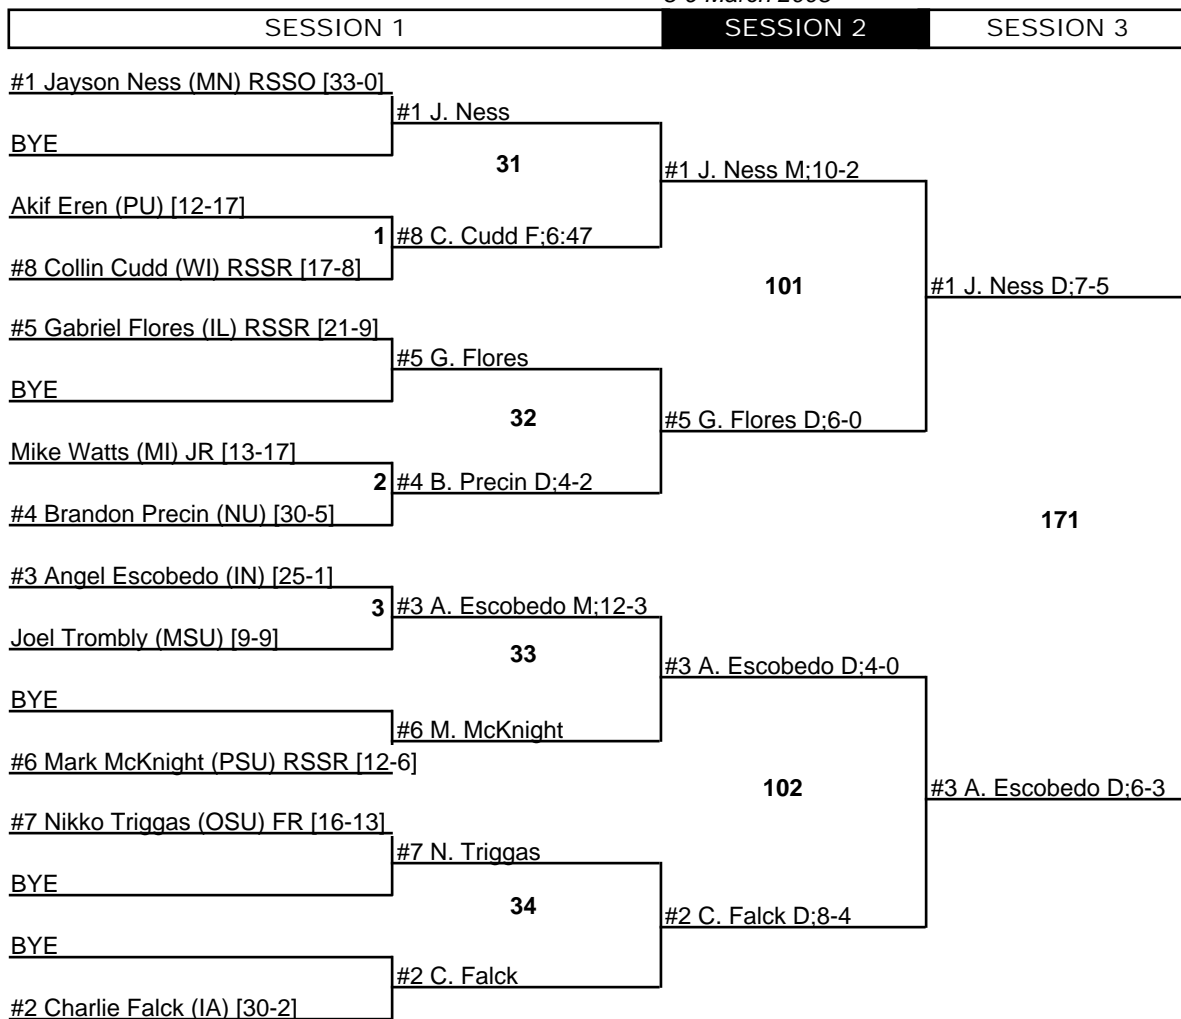 SESSION 1
SESSION 2
SESSION 3
#1 Jayson Ness (MN) RSSO [33-0]
#1 J. Ness
BYE
31
#1 J. Ness M;10-2
Akif Eren (PU) [12-17]
1
#8 C. Cudd F;6:47
#8 Collin Cudd (WI) RSSR [17-8]
101
#1 J. Ness D;7-5
#5 Gabriel Flores (IL) RSSR [21-9]
#5 G. Flores
BYE
32
#5 G. Flores D;6-0
Mike Watts (MI) JR [13-17]
2
#4 B. Precin D;4-2
#4 Brandon Precin (NU) [30-5]
171
#3 Angel Escobedo (IN) [25-1]
3
#3 A. Escobedo M;12-3
Joel Trombly (MSU) [9-9]
33
#3 A. Escobedo D;4-0
BYE
#6 M. McKnight
#6 Mark McKnight (PSU) RSSR [12-6]
102
#3 A. Escobedo D;6-3
#7 Nikko Triggas (OSU) FR [16-13]
#7 N. Triggas
BYE
34
#2 C. Falck D;8-4
BYE
#2 C. Falck
#2 Charlie Falck (IA) [30-2]